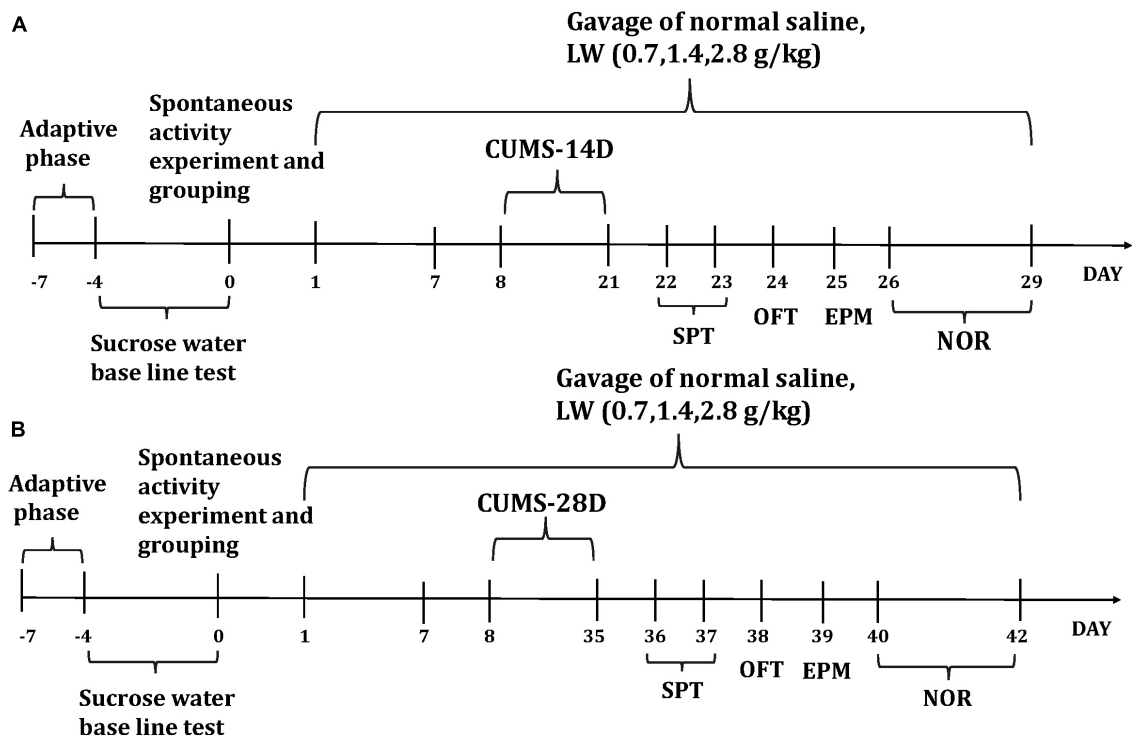 A
Gavage of normal saline,
LW (0.7,1.4,2.8 g/kg)
Spontaneous
activity
experiment and
grouping
Adaptive
phase
CUMS-14D
-7 -4 0 1 7 8 21 22 23 24 25 26 29 DAY
Sucrose water
base line test
SPT
OFT
EPM
NOR
B
Gavage of normal saline,
LW (0.7,1.4,2.8 g/kg)
Spontaneous
activity
experiment and
grouping
Adaptive
phase
CUMS-28D
-7 -4 0 1 7 8 35 36 37 38 39 40 42 DAY
Sucrose water
base line test
SPT
OFT
EPM
NOR